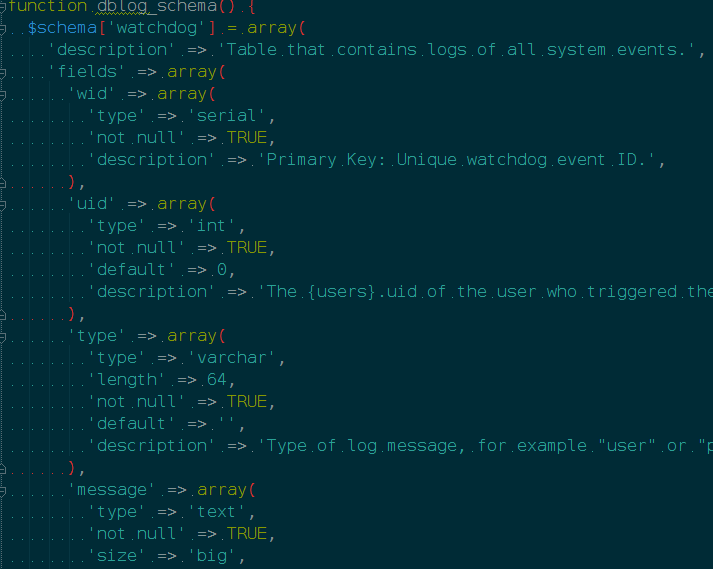 function dblog_schema() {
  $schema['watchdog'] = array(
    'description' => 'Table that contains logs of all system events.',
    'fields' => array(
      'wid' => array(
        'type' => 'serial',
        'not null' => TRUE,
        'description' => 'Primary Key: Unique watchdog event ID.',
      ),
      'uid' => array(
        'type' => 'int',
        'not null' => TRUE,
        'default' => 0,
        'description' => 'The {users}.uid of the user who triggered the
      ),
      'type' => array(
        'type' => 'varchar',
        'length' => 64,
        'not null' => TRUE,
        'default' => '',
        'description' => 'Type of log message, for example "user" or "p
      ),
      'message' => array(
        'type' => 'text',
        'not null' => TRUE,
        'size' => 'big',